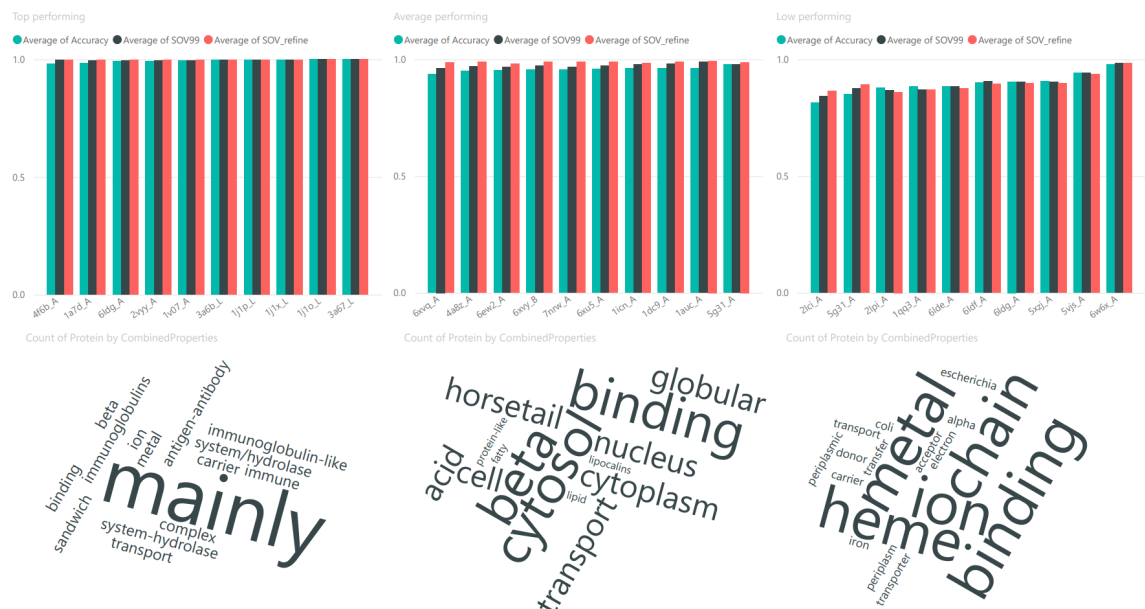 Top performing
Average of Accuracy Average of SOV99 Average of SOV_refine
1.0
0.5
0.0
4f6b_A 1a7d_A 6ldg_A 2vyy_A 1v07_A 3a6b_L 1j1p_L 1j1x_L 1j1o_L 3a67_L
Average performing
Average of Accuracy Average of SOV99 Average of SOV_refine
1.0
0.5
0.0
6xvq_A 4a8z_A 6ew2_A 6xvy_B 7nrw_A 6xu5_A 1icn_A 1dc9_A 1auc_A 5g31_A
Low performing
Average of Accuracy Average of SOV99 Average of SOV_refine
1.0
0.5
0.0
2lci_A 5g31_A 2lpi_A 1qq3_A 6lde_A 6ldf_A 6ldg_A 5xzj_A 5vjs_A 6w6x_A
Count of Protein by CombinedProperties
beta
immunoglobulins
ion
metal
antigen-antibody
immunoglobulin-like
system/hydrolase
carrier immune
binding
mainly
sandwich
complex
system-hydrolase
transport
Count of Protein by CombinedProperties
globular
binding
horsetail
protein-like
fatty
beta
cytosol
nucleus
lipocalins
acid
cell
cytoplasm
lipid
transport
Count of Protein by CombinedProperties
escherichia
chain
metal
alpha
coli
transport
periplasmic
donor
transfer
acceptor
electron
carrier
binding
heme
ion
iron
periplasm
transporter